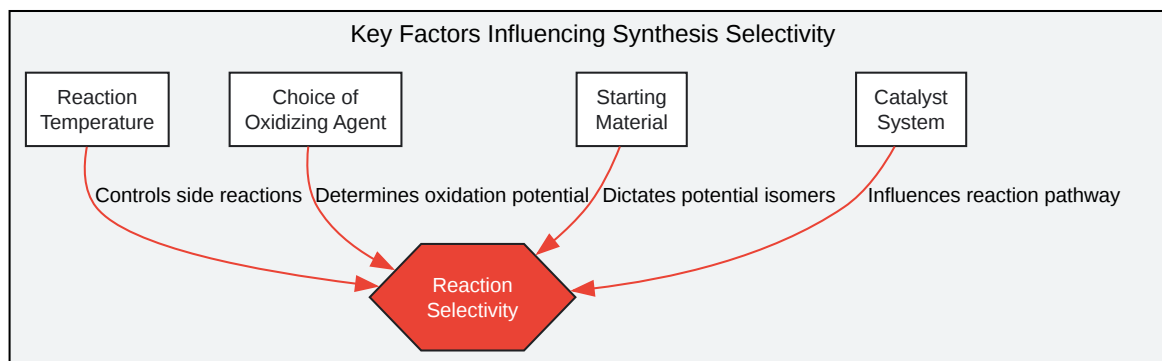 Key Factors Influencing Synthesis Selectivity
Reaction
Temperature
Choice of
Oxidizing Agent
Starting
Material
Catalyst
System
Controls side reactions
Determines oxidation potential
Dictates potential isomers
Influences reaction pathway
Reaction
Selectivity